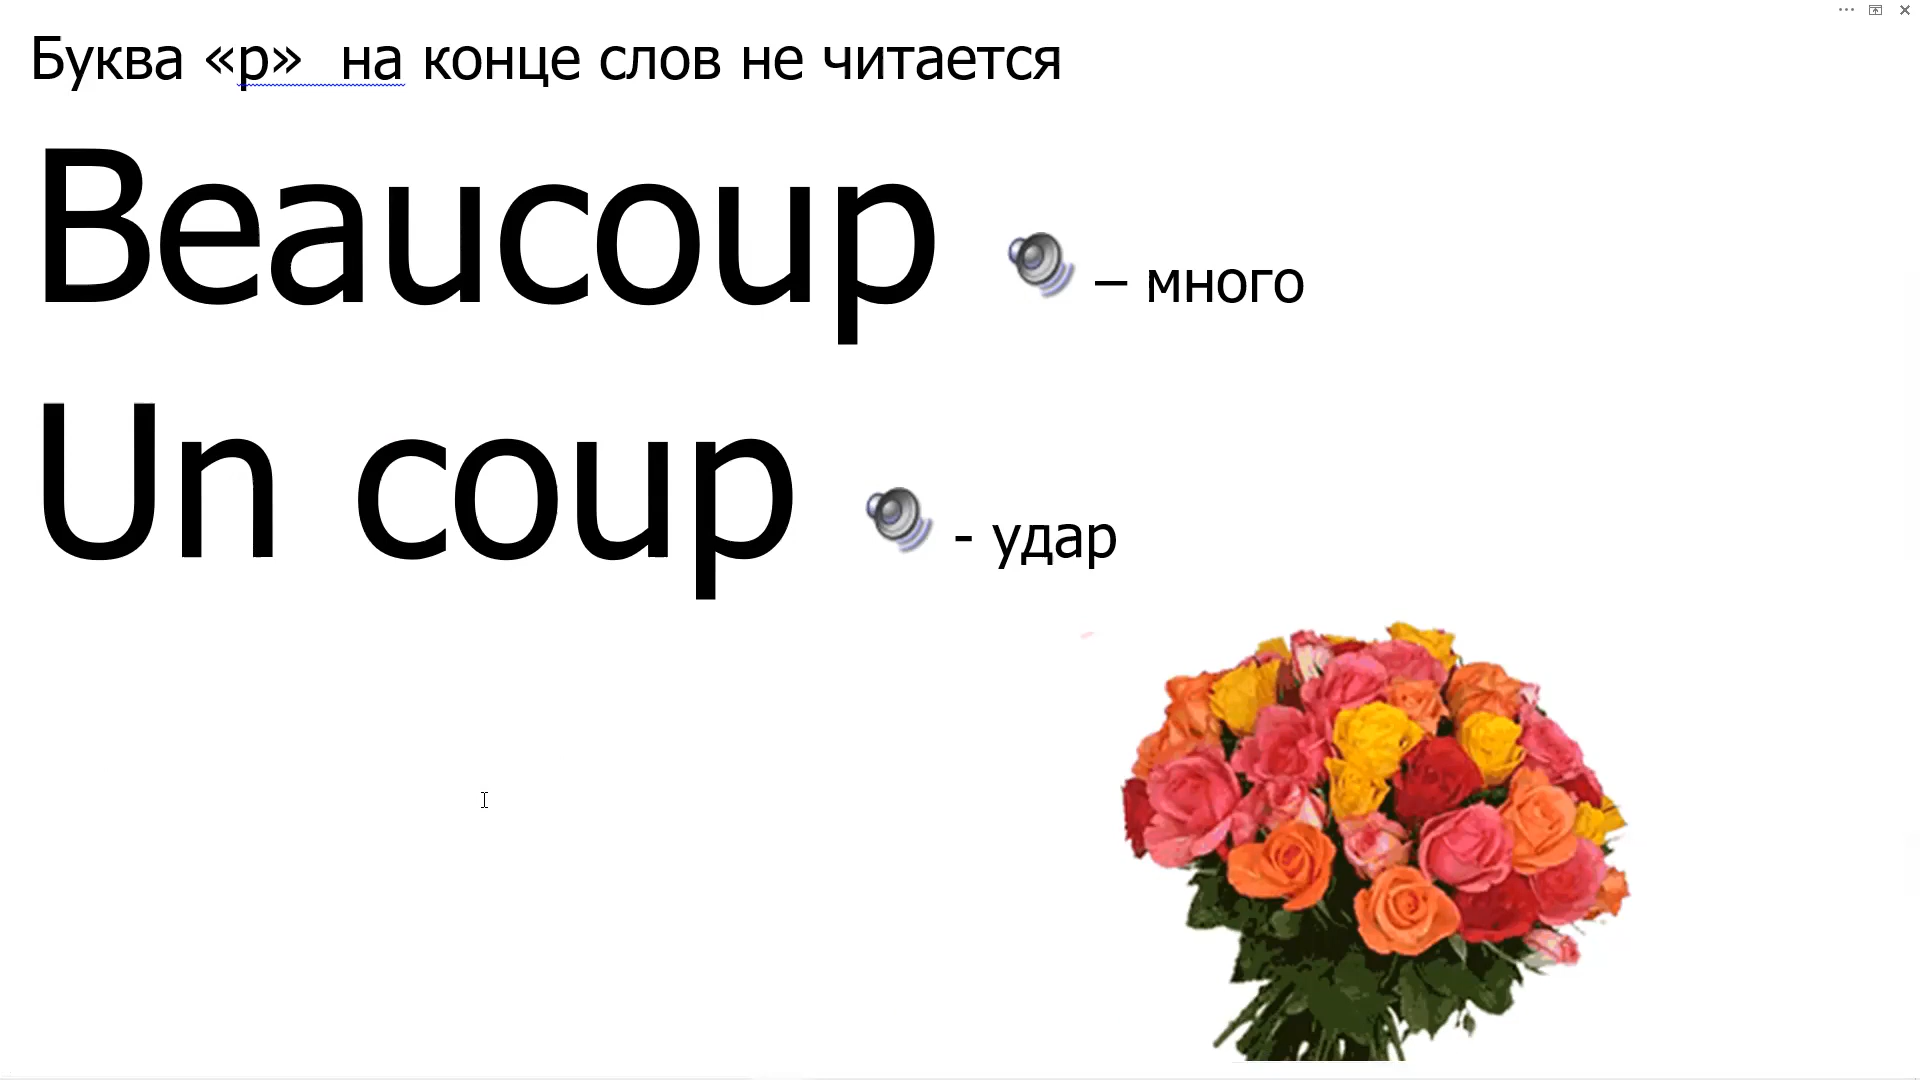 Буква «р» на конце слов не читается
Beaucoup – много
Un coup - удар